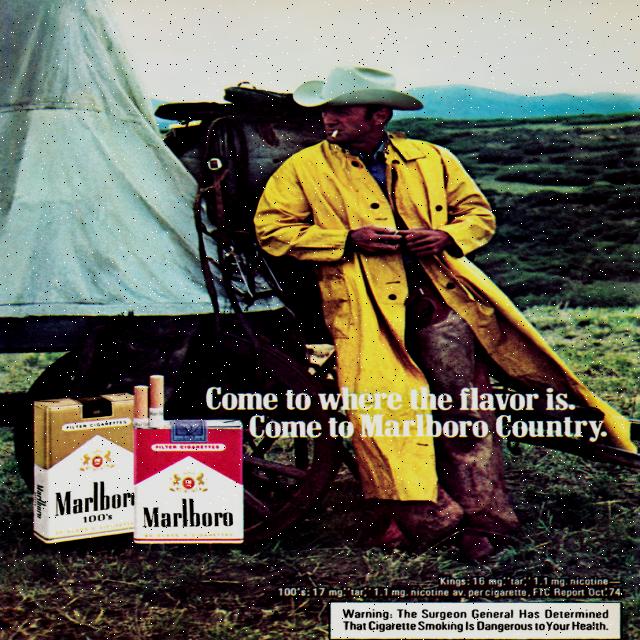 Come to where the flavor is.
Come to Marlboro Country.
FILTER CIGARETTES
Marlboro
100's
Marlboro
FILTER CIGARETTES
Marlboro
Kings: 16 mg. "tar," 1.1 mg. nicotine—
100's: 17 mg. "tar," 1.1 mg. nicotine av. per cigarette, FTC Report Oct.'74.
Warning: The Surgeon General Has Determined
That Cigarette Smoking Is Dangerous to Your Health.